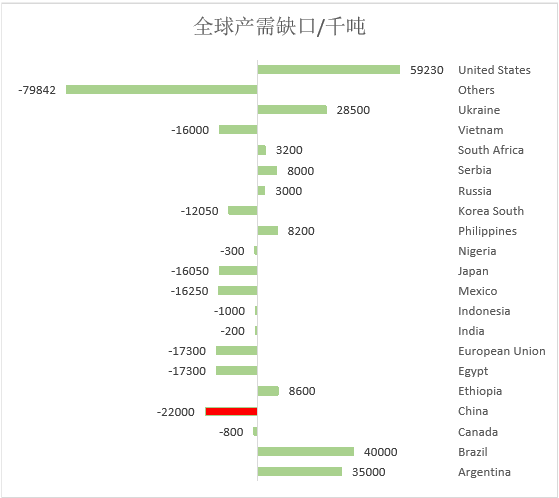 全球产需缺口/千吨
59230 United States
-79842 Others
28500 Ukraine
-16000 Vietnam
3200 South Africa
8000 Serbia
3000 Russia
-12050 Korea South
8200 Philippines
-300 Nigeria
-16050 Japan
-16250 Mexico
-1000 Indonesia
-200 India
-17300 European Union
-17300 Egypt
8600 Ethiopia
-22000 China
-800 Canada
40000 Brazil
35000 Argentina